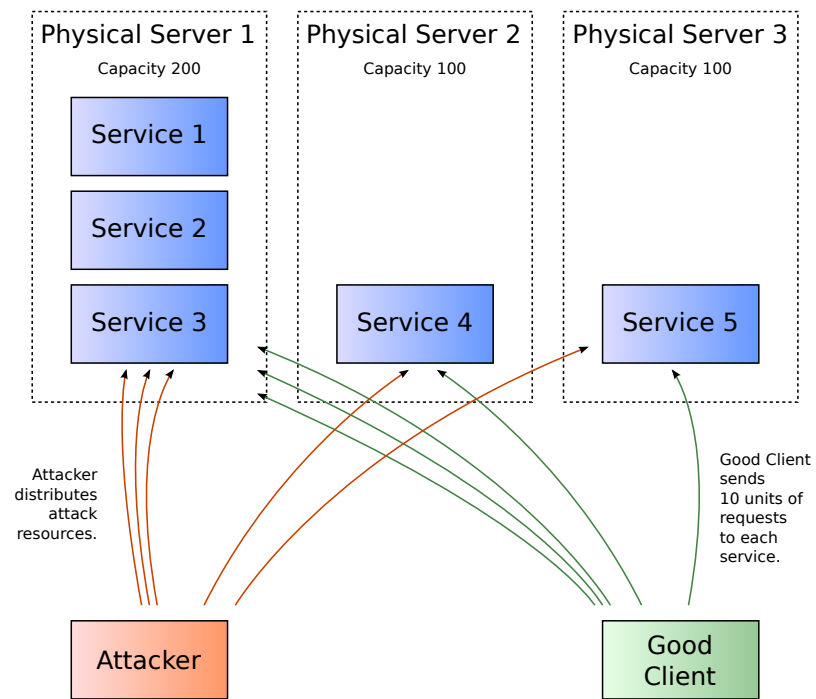 Physical Server 1
Capacity 200
Service 1
Service 2
Service 3
Physical Server 2
Capacity 100
Service 4
Physical Server 3
Capacity 100
Service 5
Attacker
distributes
attack
resources.
Good Client
sends
10 units of
requests
to each
service.
Attacker
Good
Client